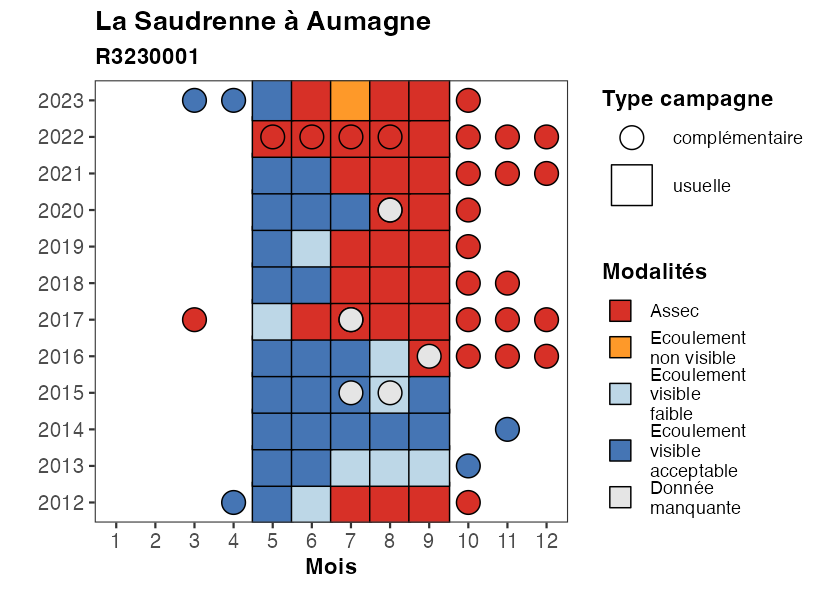 La Saudrenne à Aumagne
R3230001
2023
2022
2021
2020
2019
2018
2017
2016
2015
2014
2013
2012
1 2 3 4 5 6 7 8 9 10 11 12
Mois
Type campagne
complémentaire
usuelle
Modalités
Assec
Ecoulement
non visible
Ecoulement
visible
faible
Ecoulement
visible
acceptable
Donnée
manquante